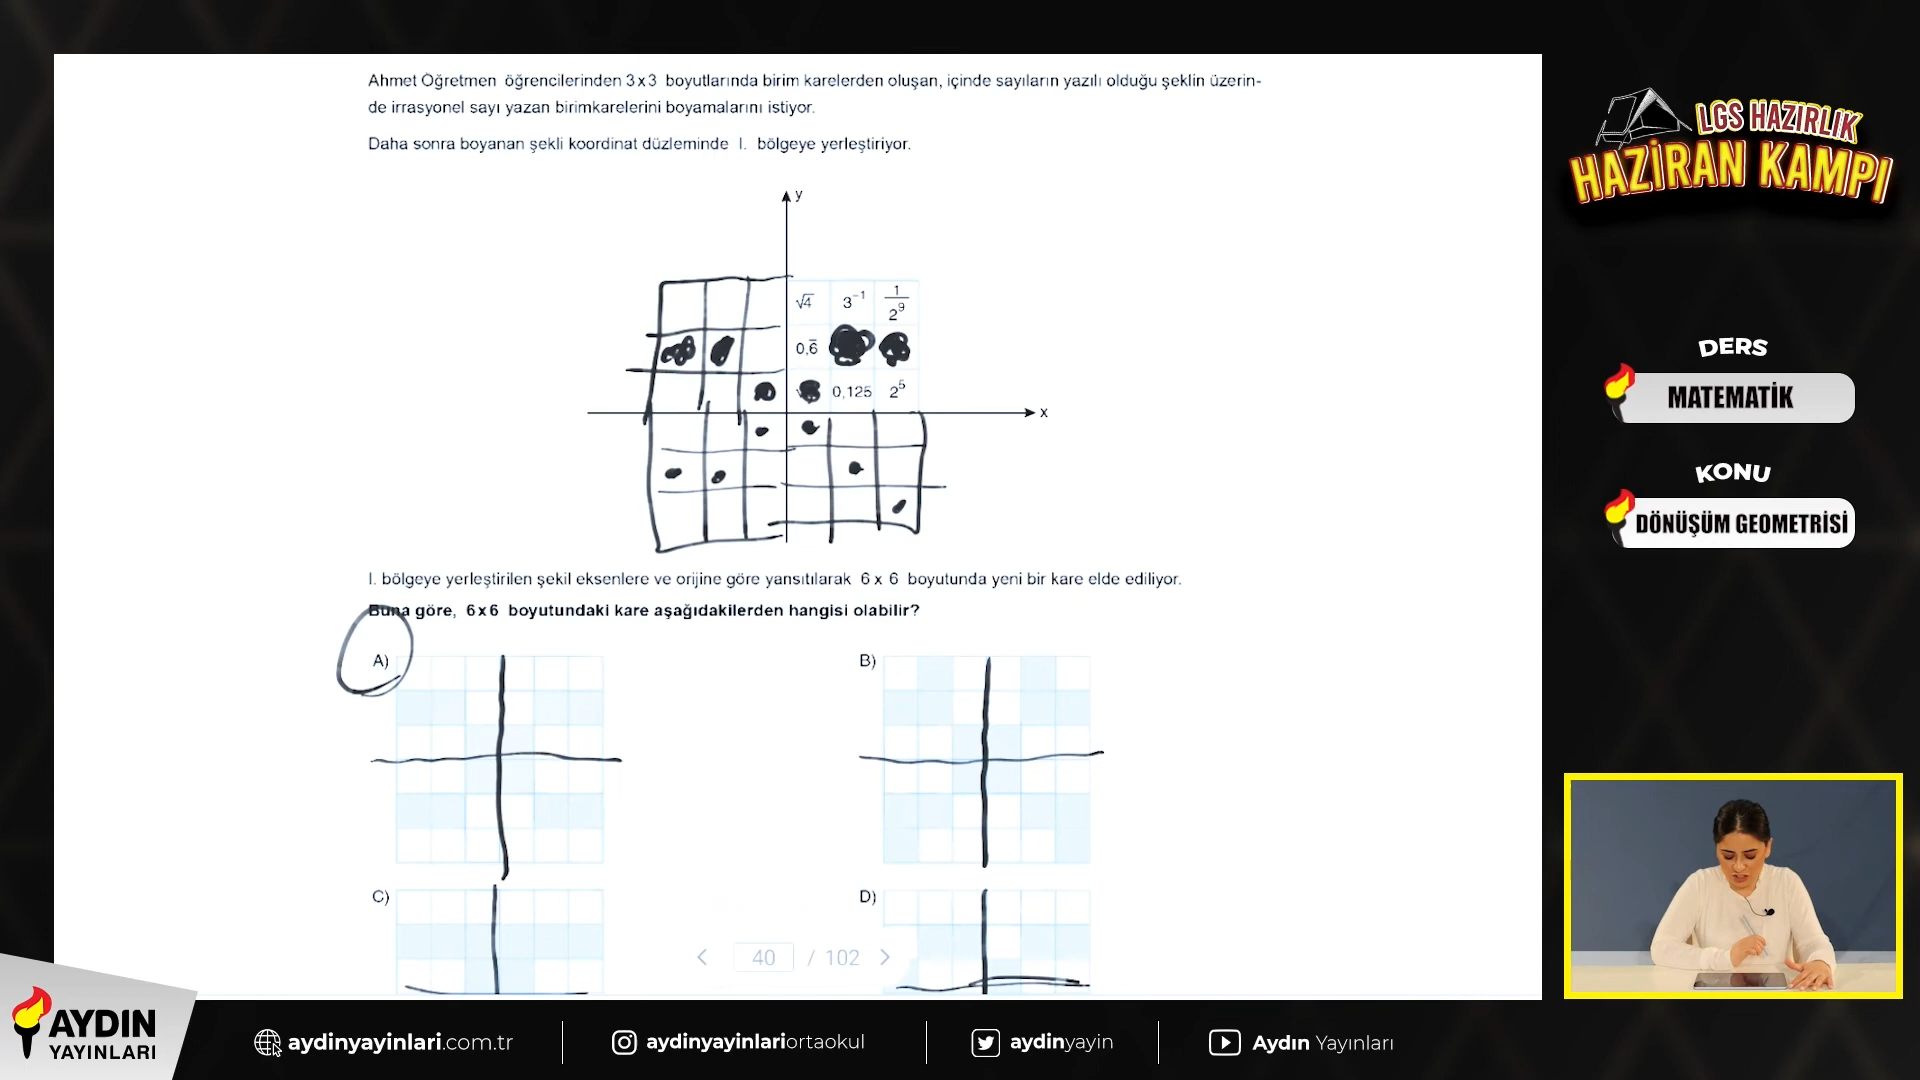 Ahmet Öğretmen öğrencilerinden 3x3 boyutlarında birim karelerden oluşan, içinde sayıların yazılı olduğu şeklin üzerin-
de irrasyonel sayı yazan birimkarelerini boyamalarını istiyor.
Daha sonra boyanan şekli koordinat düzleminde I. bölgeye yerleştiriyor.
y
√4 3⁻¹ 1/2⁹
0,6̅
0,125 2⁵
x
I. bölgeye yerleştirilen şekil eksenlere ve orijine göre yansıtılarak 6 x 6 boyutunda yeni bir kare elde ediliyor.
Buna göre, 6x6 boyutundaki kare aşağıdakilerden hangisi olabilir?
A)
B)
C)
D)
40 / 102
LGS HAZIRLIK
HAZİRAN KAMPI
DERS
MATEMATİK
KONU
DÖNÜŞÜM GEOMETRİSİ
AYDIN
YAYINLARI
aydinyayinlari.com.tr
aydinyayinlariortaokul
aydinyayin
Aydın Yayınları